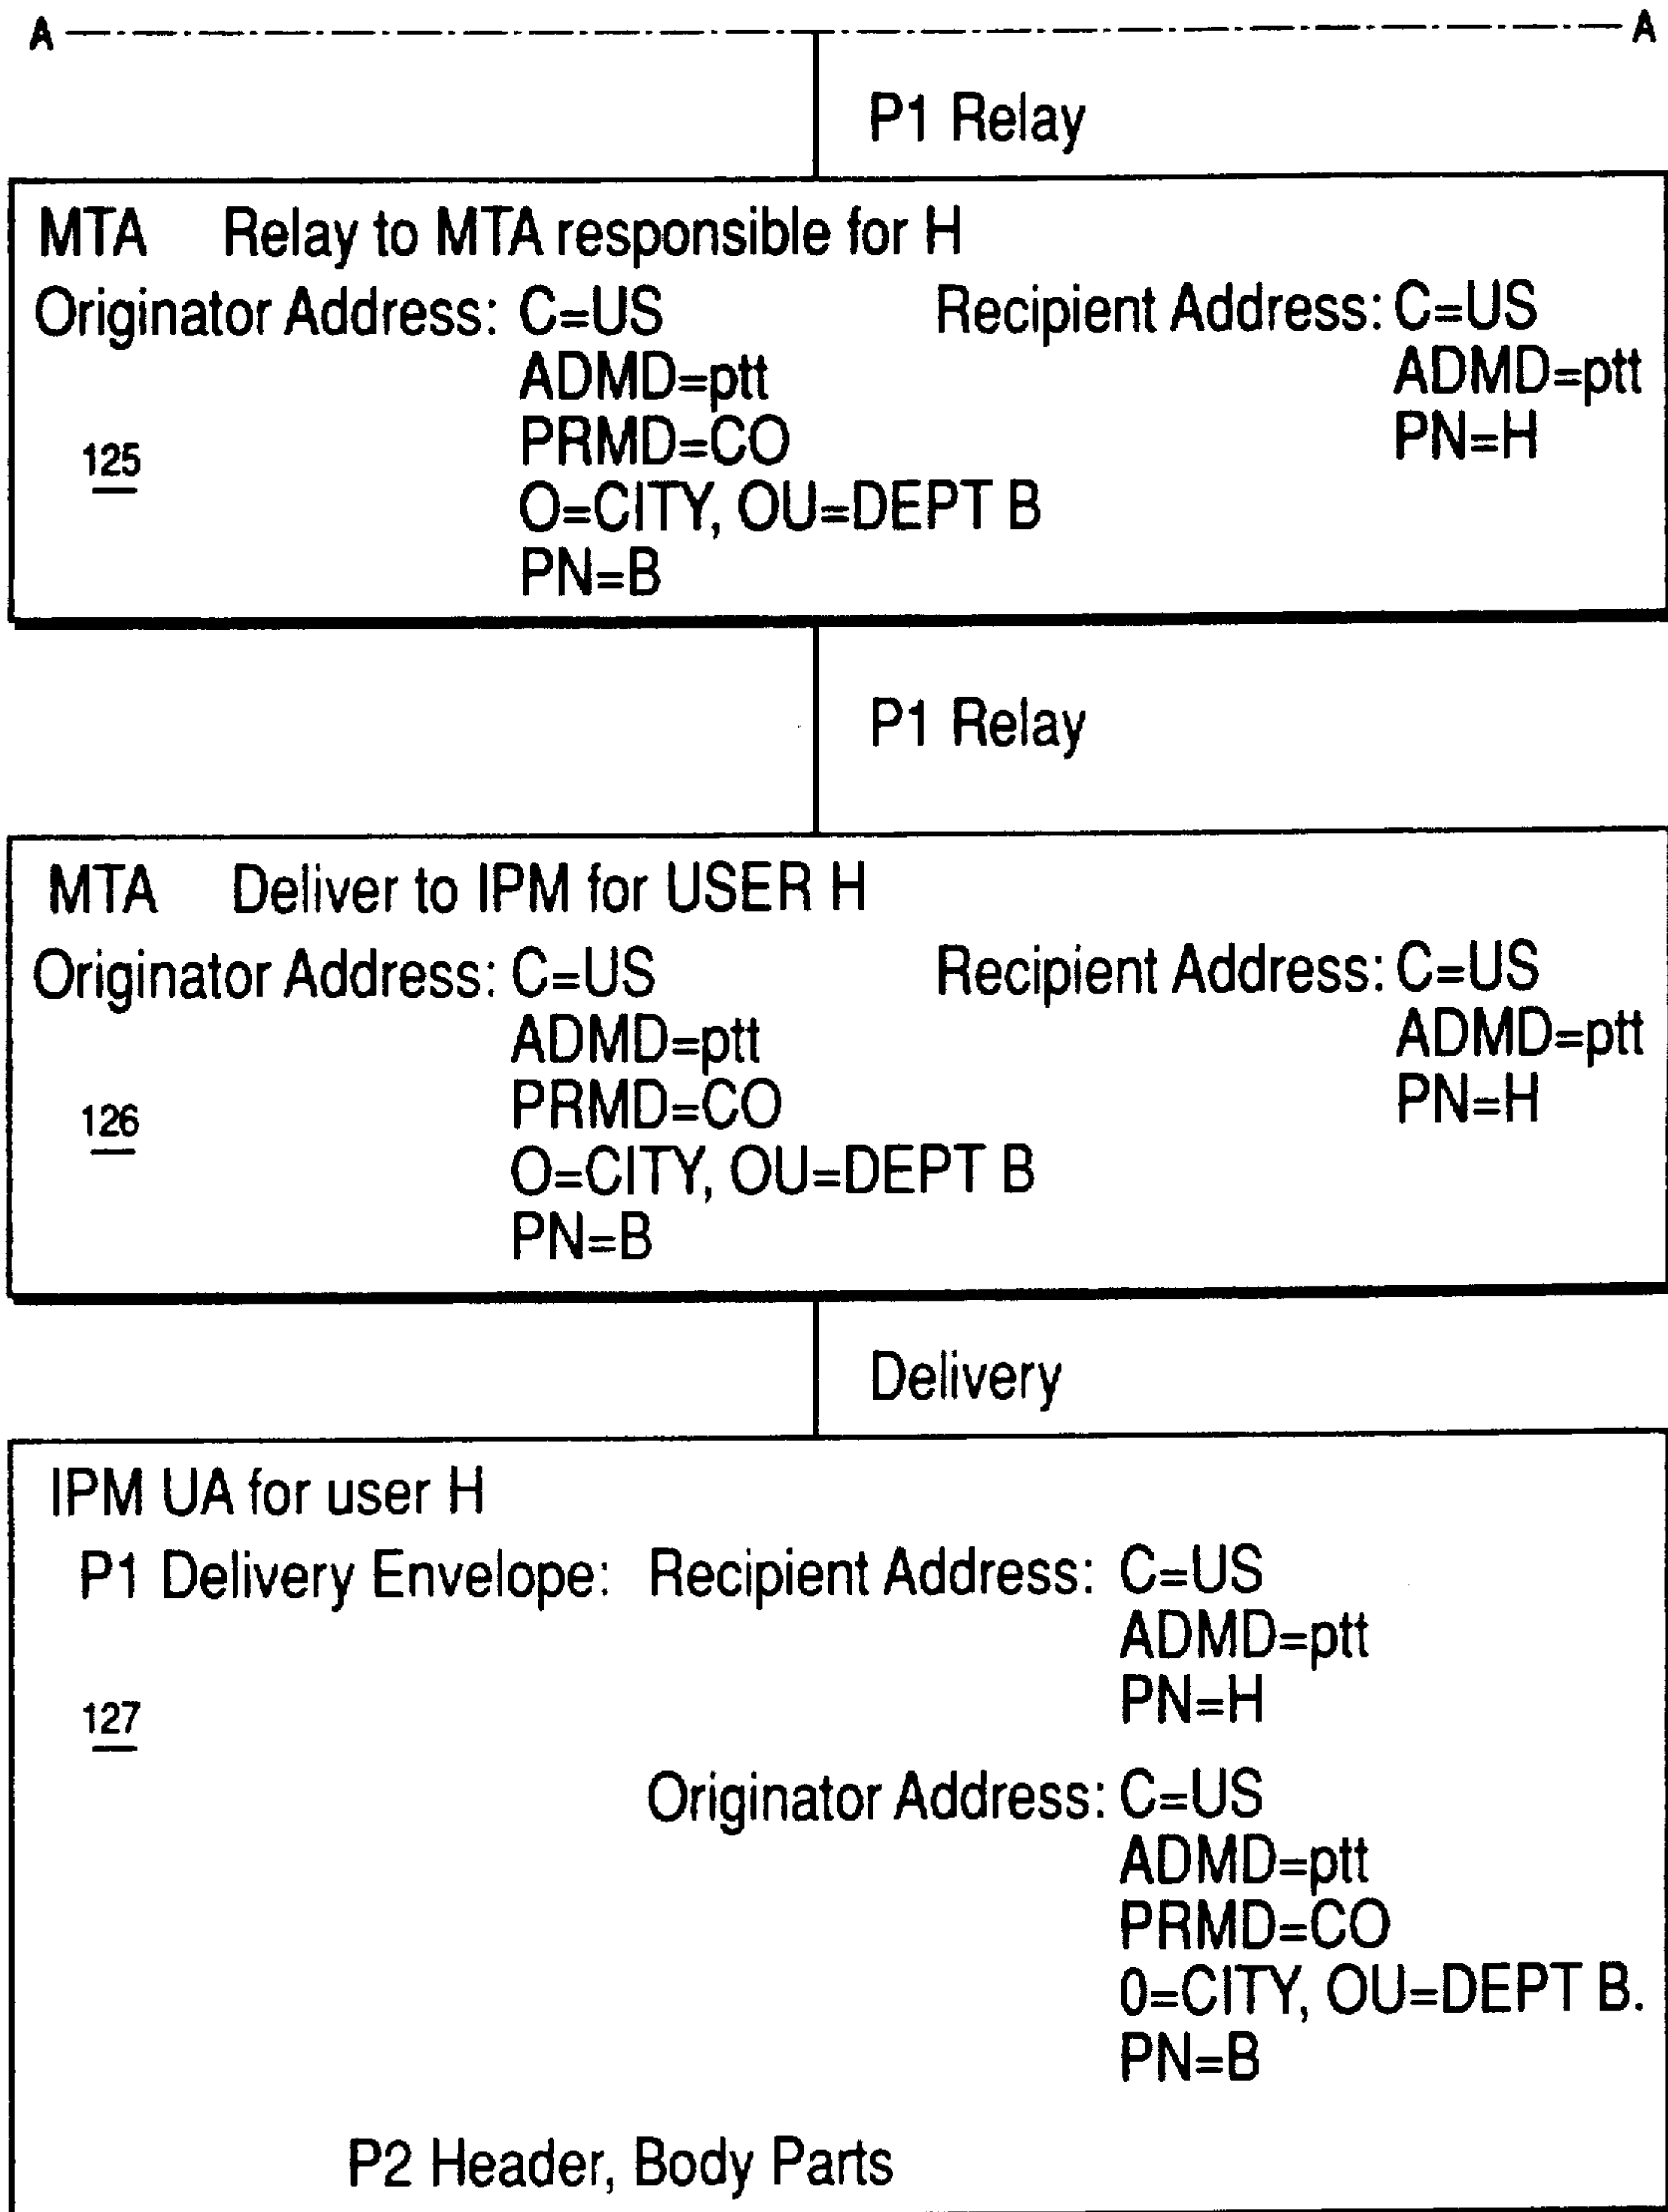 A A
P1 Relay
MTA Relay to MTA responsible for H
Originator Address: C=US Recipient Address: C=US
ADMD=ptt ADMD=ptt
PRMD=CO PN=H
125
O=CITY, OU=DEPT B
PN=B
P1 Relay
MTA Deliver to IPM for USER H
Originator Address: C=US Recipient Address: C=US
ADMD=ptt ADMD=ptt
PRMD=CO PN=H
126
O=CITY, OU=DEPT B
PN=B
Delivery
IPM UA for user H
P1 Delivery Envelope: Recipient Address: C=US
ADMD=ptt
PN=H
127
Originator Address: C=US
ADMD=ptt
PRMD=CO
0=CITY, OU=DEPT B.
PN=B
P2 Header, Body Parts